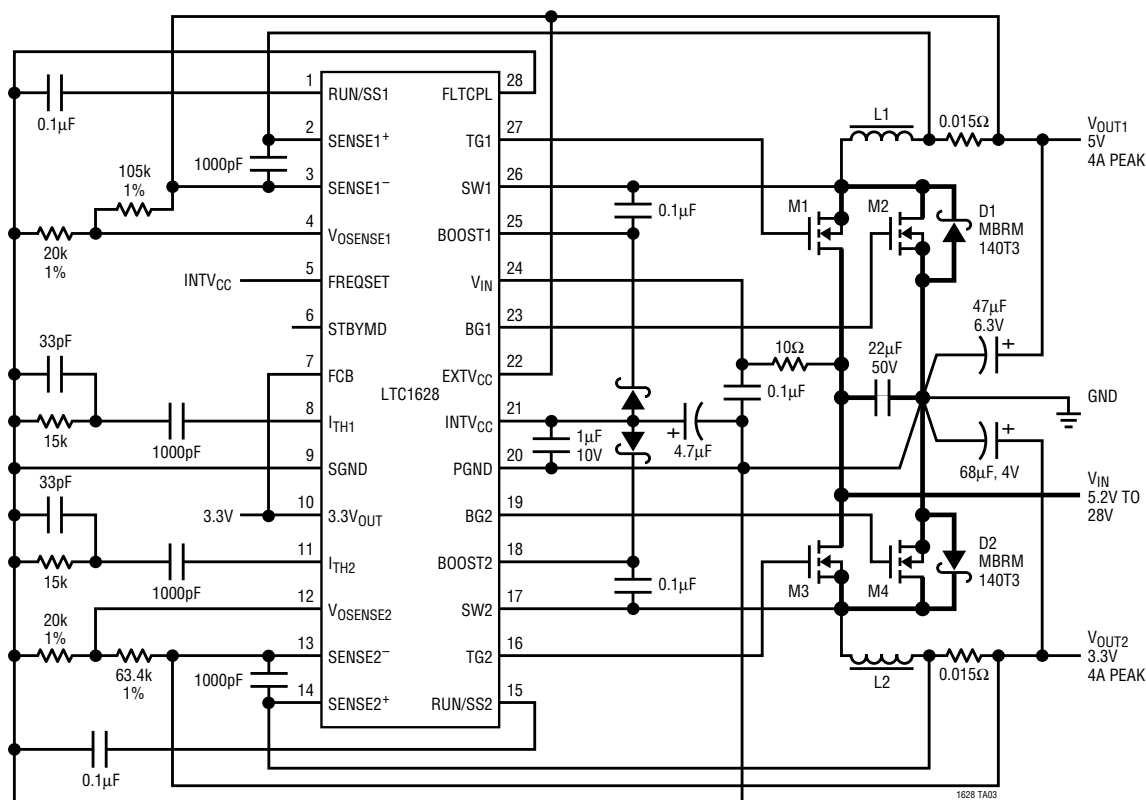 1
RUN/SS1
28
FLTCPL
0.1µF
2
SENSE1+
27
TG1
1000pF
3
SENSE1−
26
SW1
105k
1%
4
VOSENSE1
25
BOOST1
0.1µF
20k
1%
5
FREQSET
INTVCC
24
VIN
6
STBYMD
23
BG1
33pF
7
FCB
22
EXTVCC
LTC1628
8
ITH1
21
INTVCC
15k
1000pF
1µF
10V
4.7µF
+
9
SGND
20
PGND
33pF
3.3V
10
3.3VOUT
19
BG2
11
ITH2
18
BOOST2
15k
1000pF
0.1µF
12
VOSENSE2
17
SW2
20k
1%
13
SENSE2−
16
TG2
63.4k
1%
1000pF
14
SENSE2+
15
RUN/SS2
0.1µF
L1
0.015Ω
VOUT1
5V
4A PEAK
M1
M2
D1
MBRM
140T3
10Ω
0.1µF
22µF
50V
47µF
6.3V
+
GND
+
68µF, 4V
VIN
5.2V TO
28V
M3
M4
D2
MBRM
140T3
L2
0.015Ω
VOUT2
3.3V
4A PEAK
1628 TA03